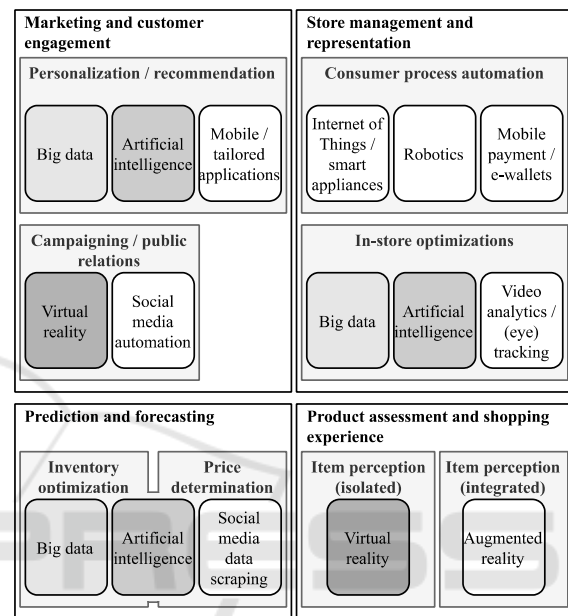 Marketing and customer
engagement
Personalization / recommendation
Big data
Artificial
intelligence
Mobile /
tailored
applications
Campaigning / public
relations
Virtual
reality
Social
media
automation
Store management and
representation
Consumer process automation
Internet of
Things /
smart
appliances
Robotics
Mobile
payment /
e-wallets
In-store optimizations
Big data
Artificial
intelligence
Video
analytics /
(eye)
tracking
Prediction and forecasting
Inventory
optimization
Price
determination
Big data
Artificial
intelligence
Social
media
data
scraping
Product assessment and shopping
experience
Item perception
(isolated)
Virtual
reality
Item perception
(integrated)
Augmented
reality